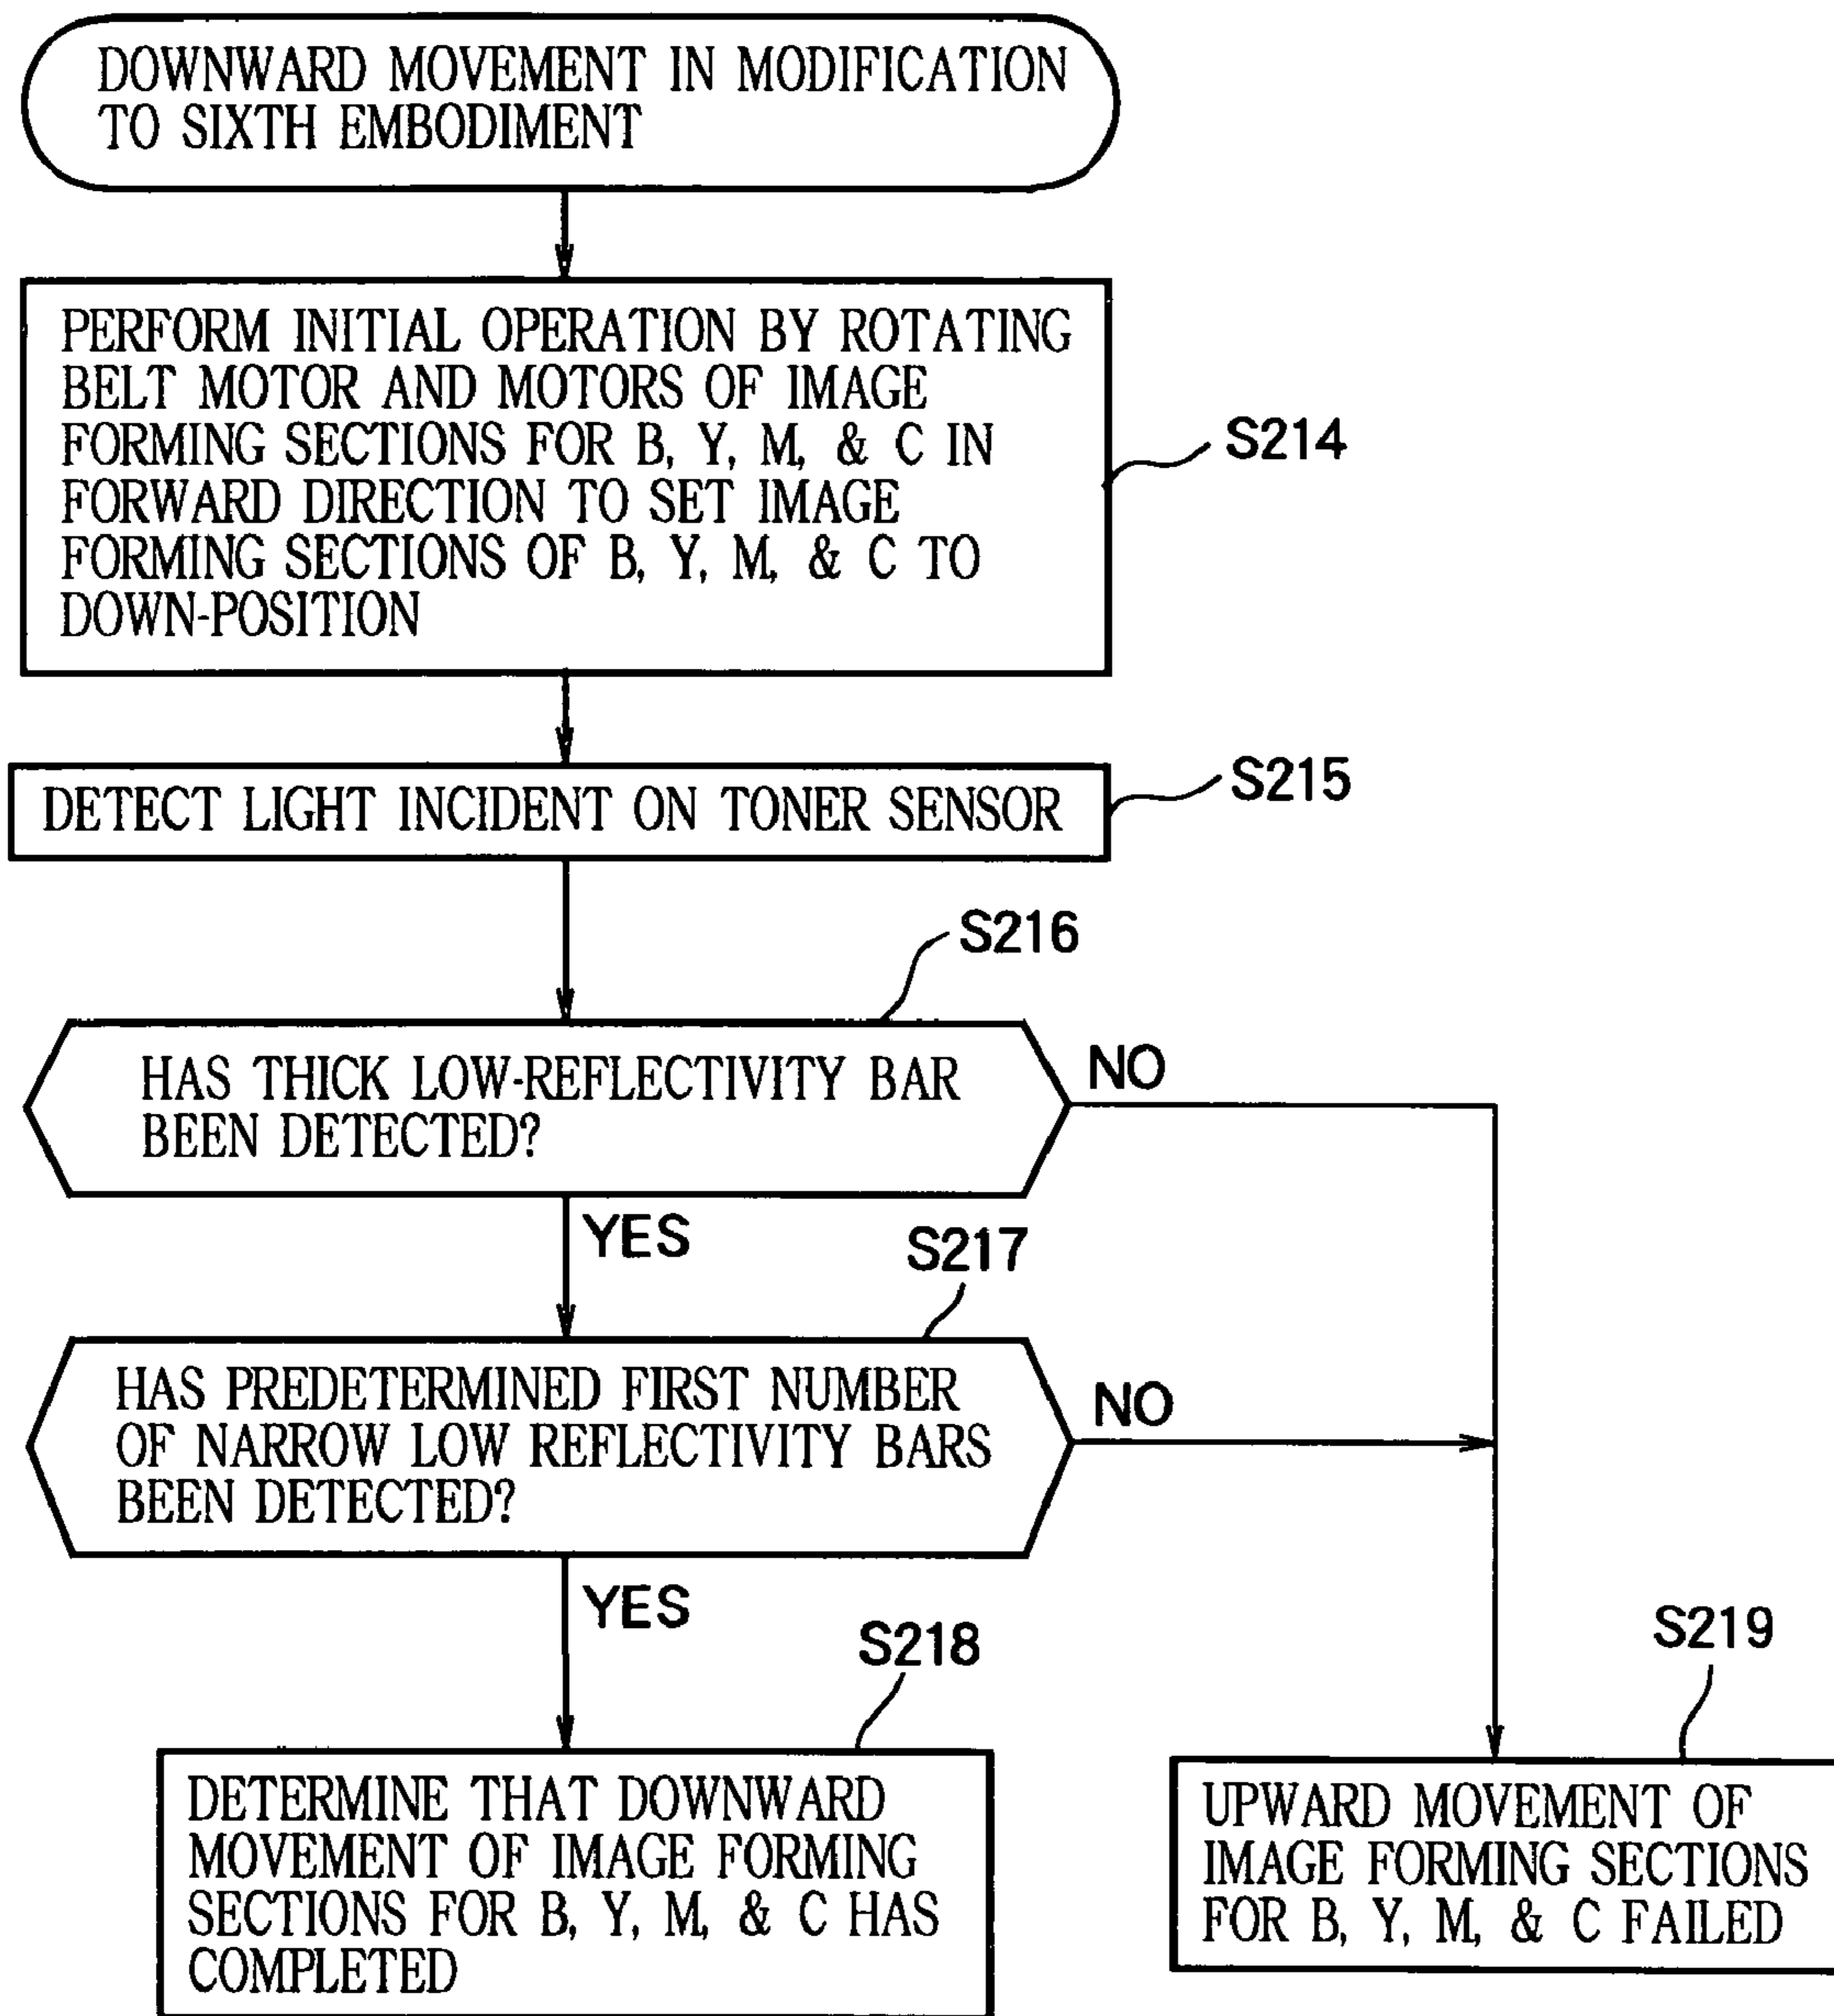 DOWNWARD MOVEMENT IN MODIFICATION
TO SIXTH EMBODIMENT
PERFORM INITIAL OPERATION BY ROTATING
BELT MOTOR AND MOTORS OF IMAGE
FORMING SECTIONS FOR B, Y, M, & C IN
FORWARD DIRECTION TO SET IMAGE
FORMING SECTIONS OF B, Y, M, & C TO
DOWN-POSITION
S214
DETECT LIGHT INCIDENT ON TONER SENSOR
S215
S216
HAS THICK LOW-REFLECTIVITY BAR
BEEN DETECTED?
NO
YES
S217
HAS PREDETERMINED FIRST NUMBER
OF NARROW LOW REFLECTIVITY BARS
BEEN DETECTED?
NO
YES
S218
DETERMINE THAT DOWNWARD
MOVEMENT OF IMAGE FORMING
SECTIONS FOR B, Y, M, & C HAS
COMPLETED
S219
UPWARD MOVEMENT OF
IMAGE FORMING SECTIONS
FOR B, Y, M, & C FAILED